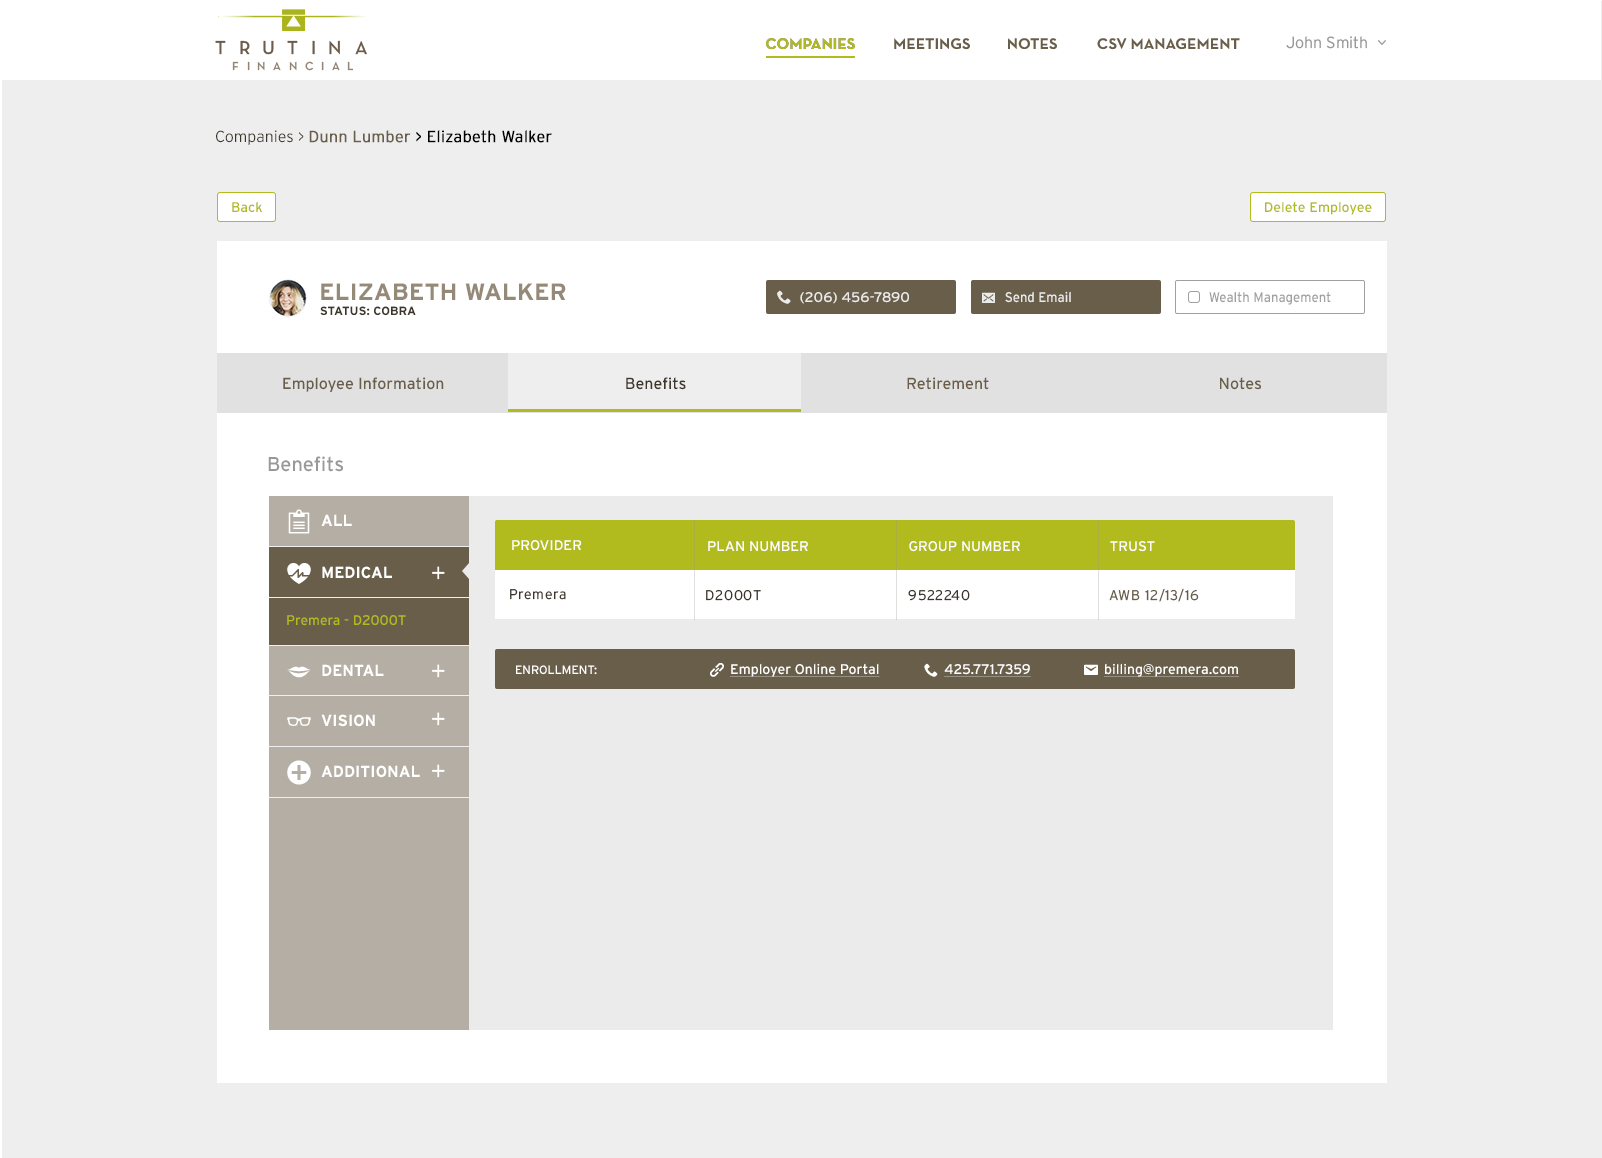 TRUTINA
FINANCIAL
COMPANIES MEETINGS NOTES CSV MANAGEMENT John Smith
Companies > Dunn Lumber > Elizabeth Walker
Back Delete Employee
ELIZABETH WALKER
STATUS: COBRA
(206) 456-7890 Send Email Wealth Management
Employee Information Benefits Retirement Notes
Benefits
ALL
MEDICAL +
Premera - D2000T
DENTAL +
VISION +
ADDITIONAL +
PROVIDER PLAN NUMBER GROUP NUMBER TRUST
Premera D2000T 9522240 AWB 12/13/16
ENROLLMENT: Employer Online Portal 425.771.7359 billing@premera.com